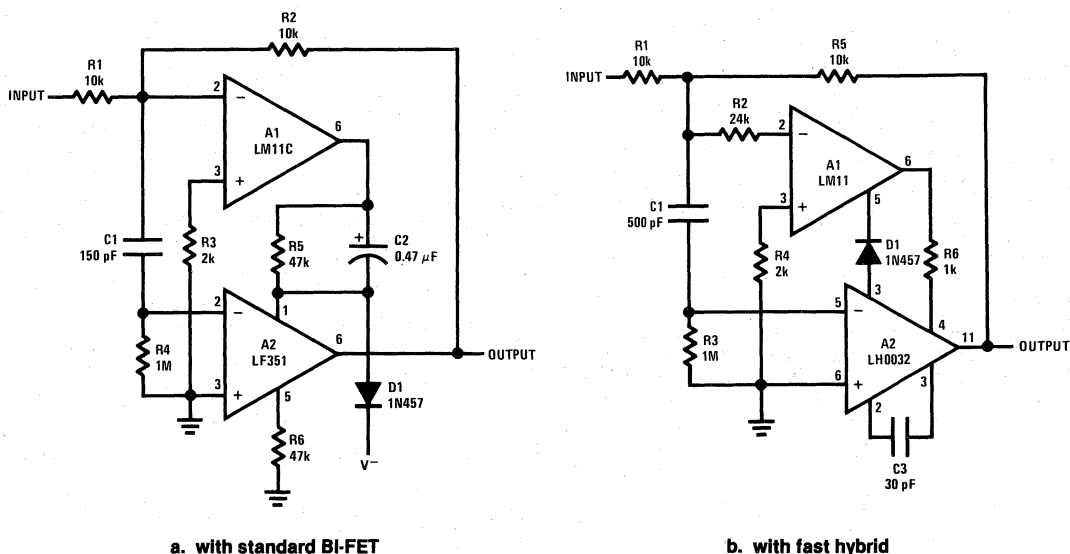 R2
10k
R1
10k
INPUT
2
−
A1
LM11C
6
3
+
C1
150 pF
R3
2k
R5
47k
+
C2
0.47 μF
2
−
1
R4
1M
A2
LF351
6
OUTPUT
3
+
5
D1
1N457
R6
47k
V−
a. with standard BI-FET
R1
10k
R5
10k
INPUT
R2
24k
2
−
A1
LM11
6
3
+
5
C1
500 pF
R4
2k
D1
1N457
R6
1k
3
5
−
4
R3
1M
A2
LH0032
11
OUTPUT
6
+
3
2
C3
30 pF
b. with fast hybrid